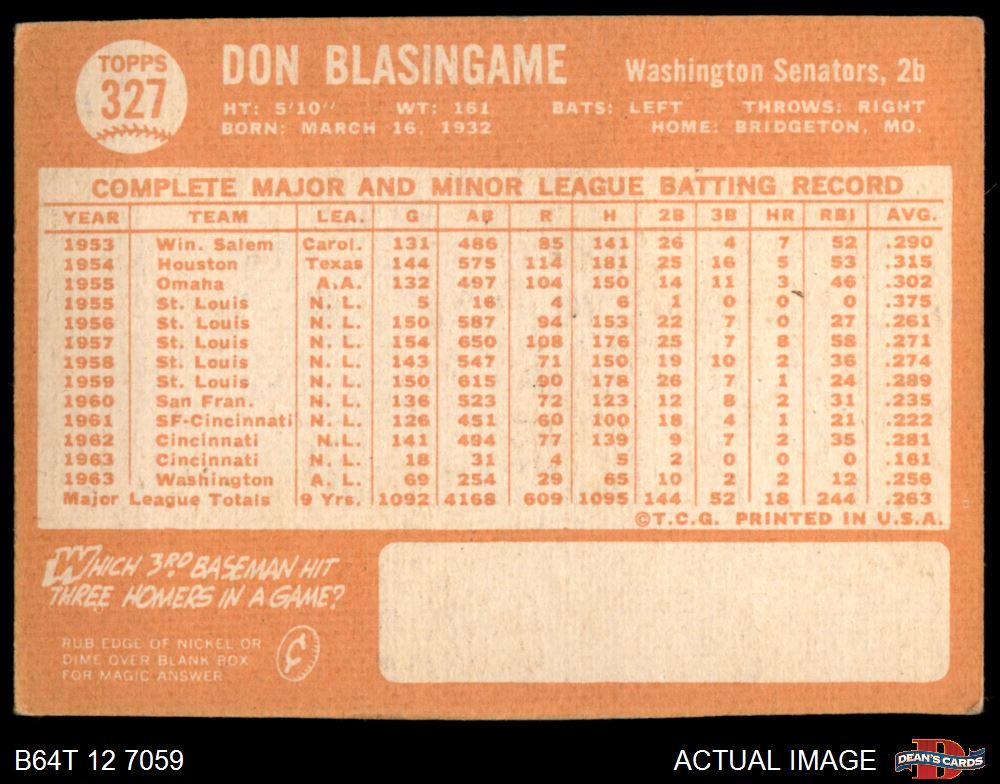 TOPPS
327
DON BLASINGAME
Washington Senators, 2b
HT: 5'10" WT: 161 BATS: LEFT THROWS: RIGHT
BORN: MARCH 16, 1932 HOME: BRIDGETON, MO.
COMPLETE MAJOR AND MINOR LEAGUE BATTING RECORD
YEAR TEAM LEA. G AB R H 2B 3B HR RBI AVG.
1953 Win. Salem Carol. 131 486 85 141 26 4 7 52 .290
1954 Houston Texas 144 575 114 181 25 16 5 53 .315
1955 Omaha A.A. 132 497 104 150 14 11 3 46 .302
1955 St. Louis N. L. 5 16 4 6 1 0 0 0 .375
1956 St. Louis N. L. 150 587 94 153 22 7 0 27 .261
1957 St. Louis N. L. 154 650 108 176 25 7 8 58 .271
1958 St. Louis N. L. 143 547 71 150 19 10 2 36 .274
1959 St. Louis N. L. 150 615 90 178 26 7 1 24 .289
1960 San Fran. N. L. 136 523 72 123 12 8 2 31 .235
1961 SF-Cincinnati N. L. 126 451 60 100 18 4 1 21 .222
1962 Cincinnati N.L. 141 494 77 139 9 7 2 35 .281
1963 Cincinnati N. L. 18 31 4 5 2 0 0 0 .161
1963 Washington A. L. 69 254 29 65 10 2 2 12 .256
Major League Totals 9 Yrs. 1092 4168 609 1095 144 52 18 244 .263
©T.C.G. PRINTED IN U.S.A.
WHICH 3RD BASEMAN HIT
THREE HOMERS IN A GAME?
RUB EDGE OF NICKEL OR
DIME OVER BLANK BOX
FOR MAGIC ANSWER
B64T 12 7059
ACTUAL IMAGE
DEAN'S CARDS